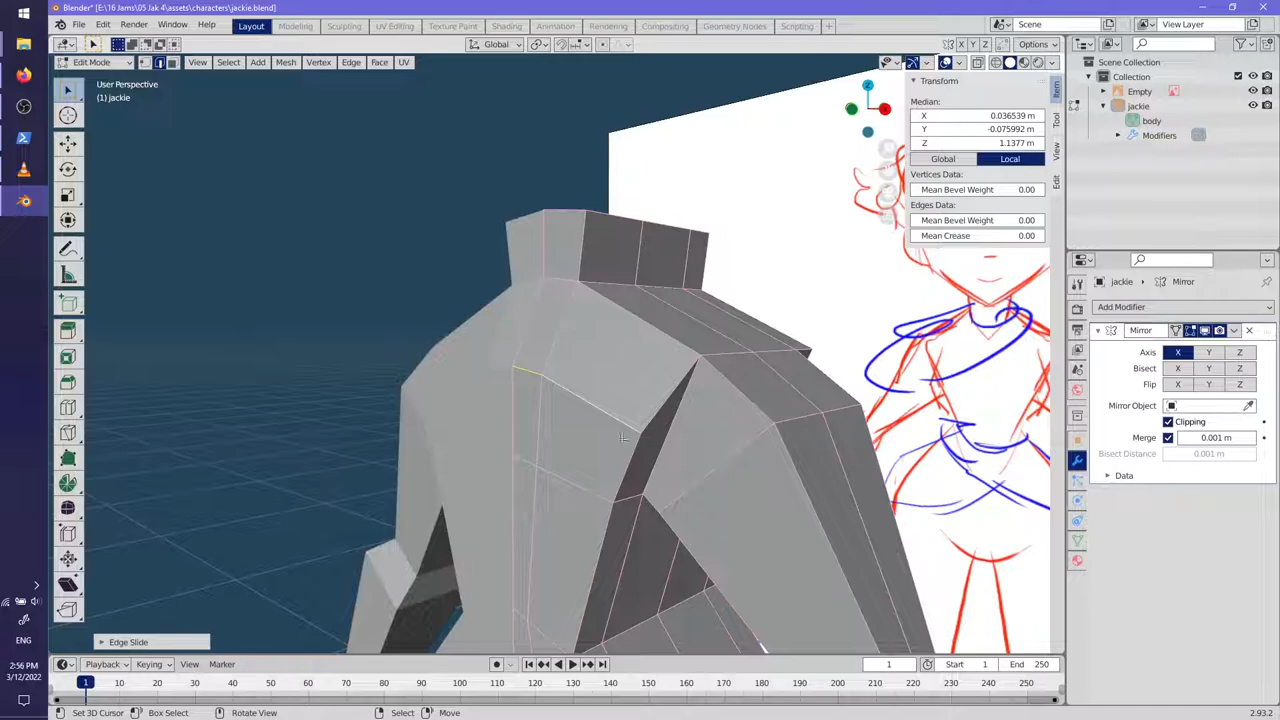 Blender* [E:\16 Jams\05 Jak 4\assets\characters\jackie.blend]
File Edit Render Window Help Layout Modeling Sculpting UV Editing Texture Paint Shading Animation Rendering Compositing Geometry Nodes Scripting + Scene View Layer
Global X Y Z Options
Edit Mode View Select Add Mesh Vertex Edge Face UV
User Perspective
(1) jackie
Transform
Median:
X 0.036539 m
Y -0.075992 m
Z 1.1377 m
Global Local
Vertices Data:
Mean Bevel Weight 0.00
Edges Data:
Mean Bevel Weight 0.00
Mean Crease 0.00
Item
Tool
View
Edit
Z
Scene Collection
Collection
Empty
jackie
body
Modifiers
jackie Mirror
Add Modifier
Mirror
Axis X Y Z
Bisect X Y Z
Flip X Y Z
Mirror Object
Clipping
Merge 0.001 m
Bisect Distance 0.001 m
Data
Edge Slide
Playback Keying View Marker 1 Start 1 End 250
1 10 20 30 40 50 60 70 80 90 100 110 120 130 140 150 160 170 180 190 200 210 220 230 240 250
Set 3D Cursor Box Select Rotate View Select Move 2.93.2
ENG
2:56 PM
3/12/2022